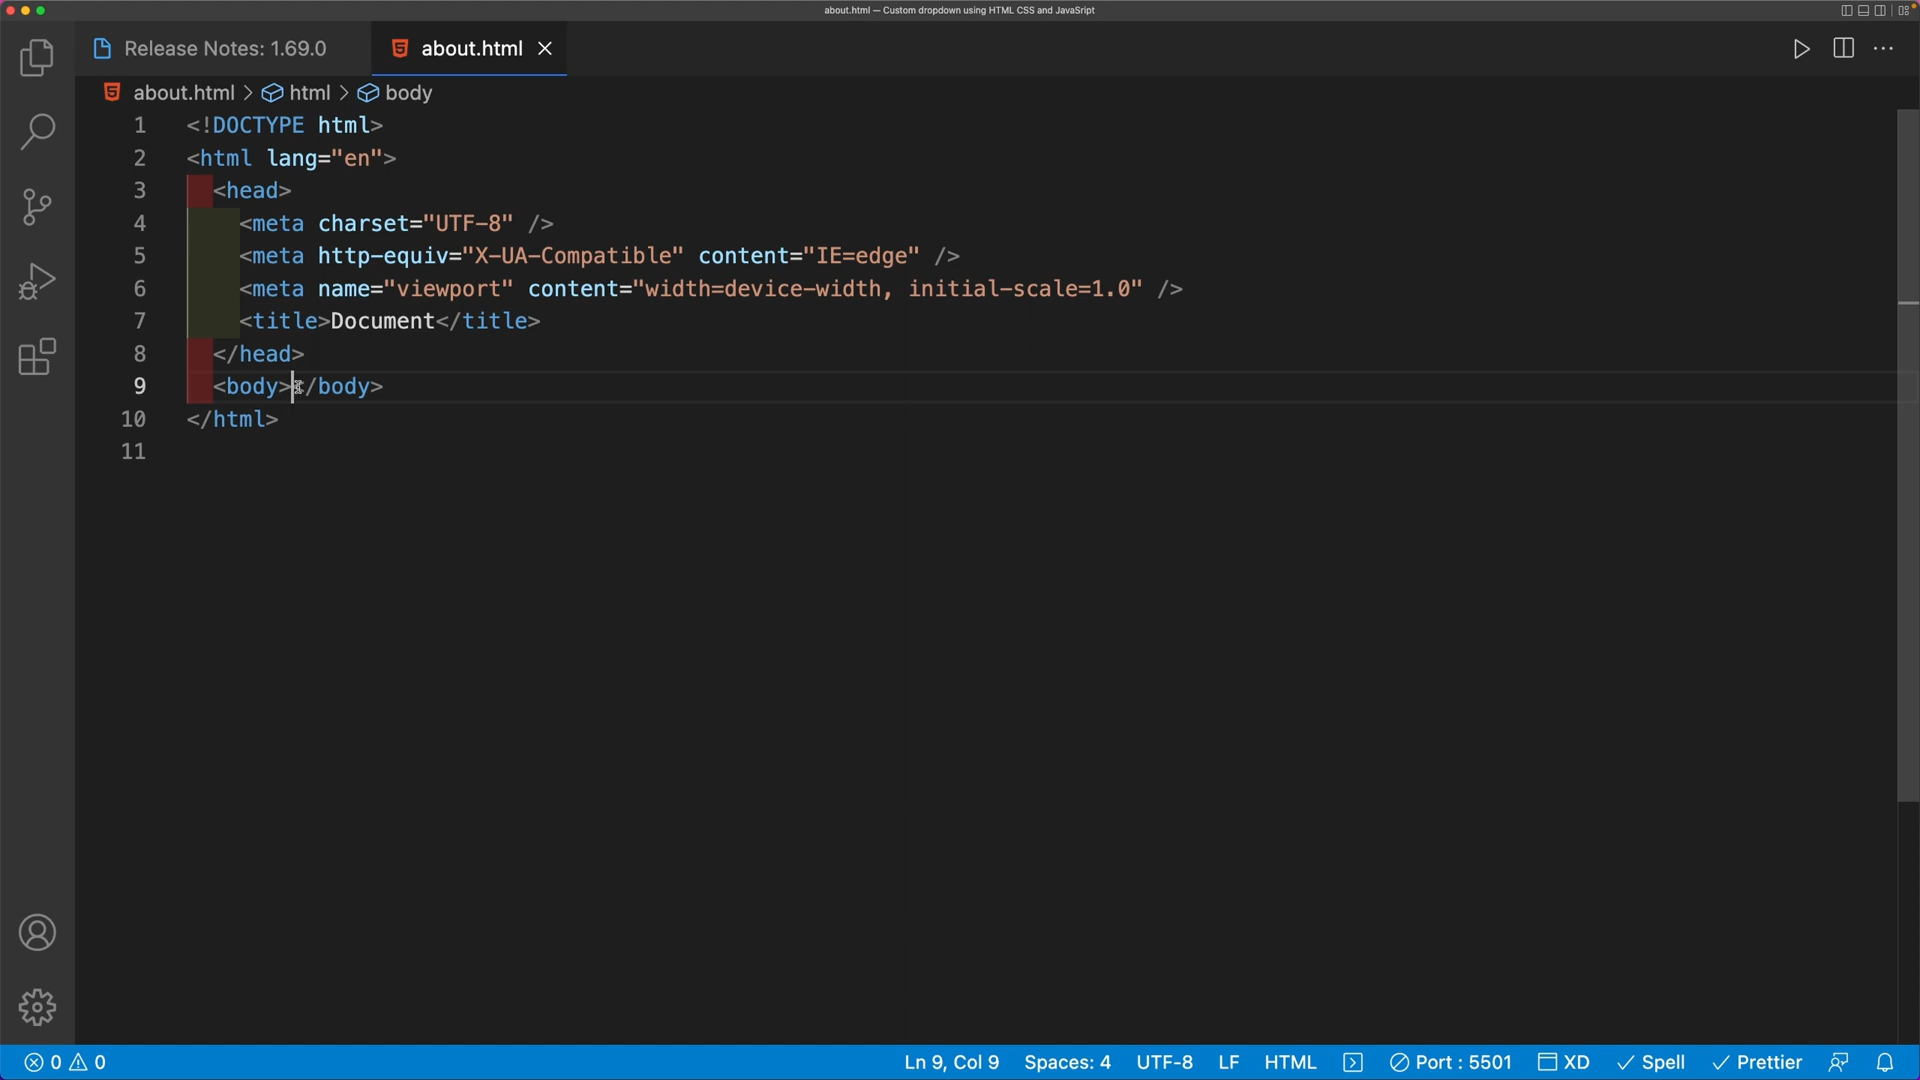 about.html — Custom dropdown using HTML CSS and JavaScript
Release Notes: 1.69.0
about.html
about.html > html > body
1 <!DOCTYPE html>
2 <html lang="en">
3 <head>
4 <meta charset="UTF-8" />
5 <meta http-equiv="X-UA-Compatible" content="IE=edge" />
6 <meta name="viewport" content="width=device-width, initial-scale=1.0" />
7 <title>Document</title>
8 </head>
9 <body></body>
10 </html>
11
0 0 Ln 9, Col 9 Spaces: 4 UTF-8 LF HTML Port : 5501 XD Spell Prettier